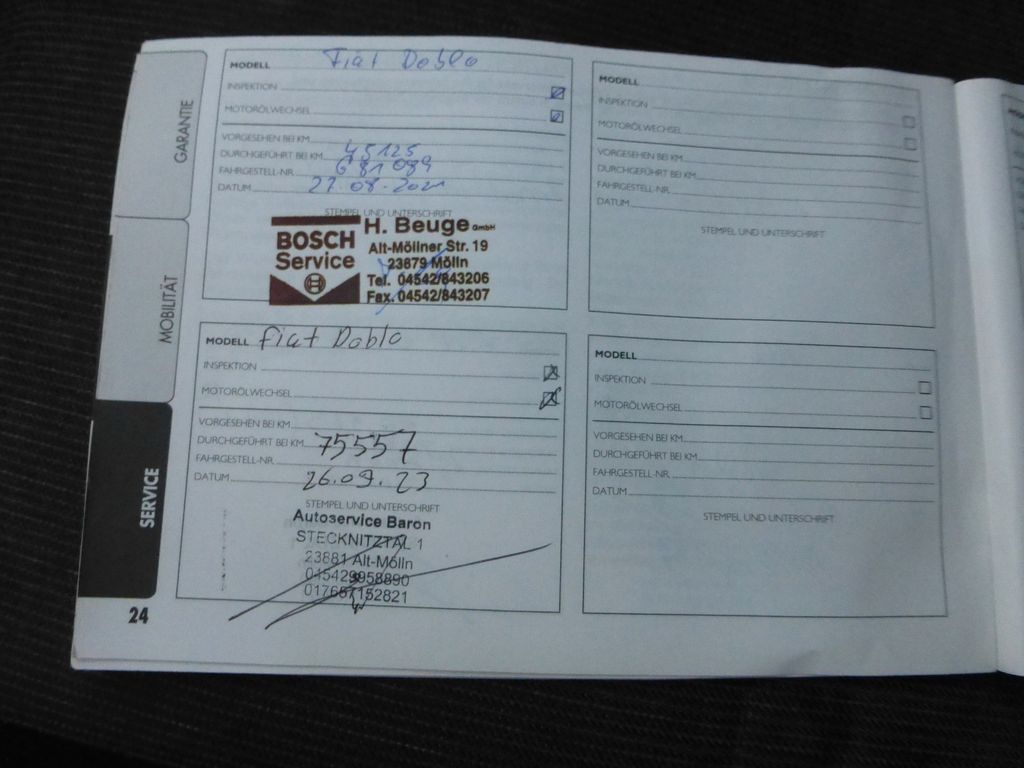 GARANTIE
MOBILITÄT
SERVICE
24
MODELL Fiat Doblo
INSPEKTION
MOTORÖLWECHSEL
VORGESEHEN BEI KM
DURCHGEFÜHRT BEI KM 45125
FAHRGESTELL-NR. 681089
DATUM 27.08.2021
STEMPEL UND UNTERSCHRIFT
BOSCH
Service
H. Beuge GmbH
Alt-Möllner Str. 19
23879 Mölln
Tel. 04542/843206
Fax. 04542/843207
MODELL Fiat Doblo
INSPEKTION
MOTORÖLWECHSEL
VORGESEHEN BEI KM
DURCHGEFÜHRT BEI KM 75557
FAHRGESTELL-NR.
DATUM 26.09.23
STEMPEL UND UNTERSCHRIFT
Autoservice Baron
STECKNITZTAL 1
23881 Alt-Mölln
015429958890
017667152821
MODELL
INSPEKTION
MOTORÖLWECHSEL
VORGESEHEN BEI KM
DURCHGEFÜHRT BEI KM
FAHRGESTELL-NR.
DATUM
STEMPEL UND UNTERSCHRIFT
MODELL
INSPEKTION
MOTORÖLWECHSEL
VORGESEHEN BEI KM
DURCHGEFÜHRT BEI KM
FAHRGESTELL-NR.
DATUM
STEMPEL UND UNTERSCHRIFT